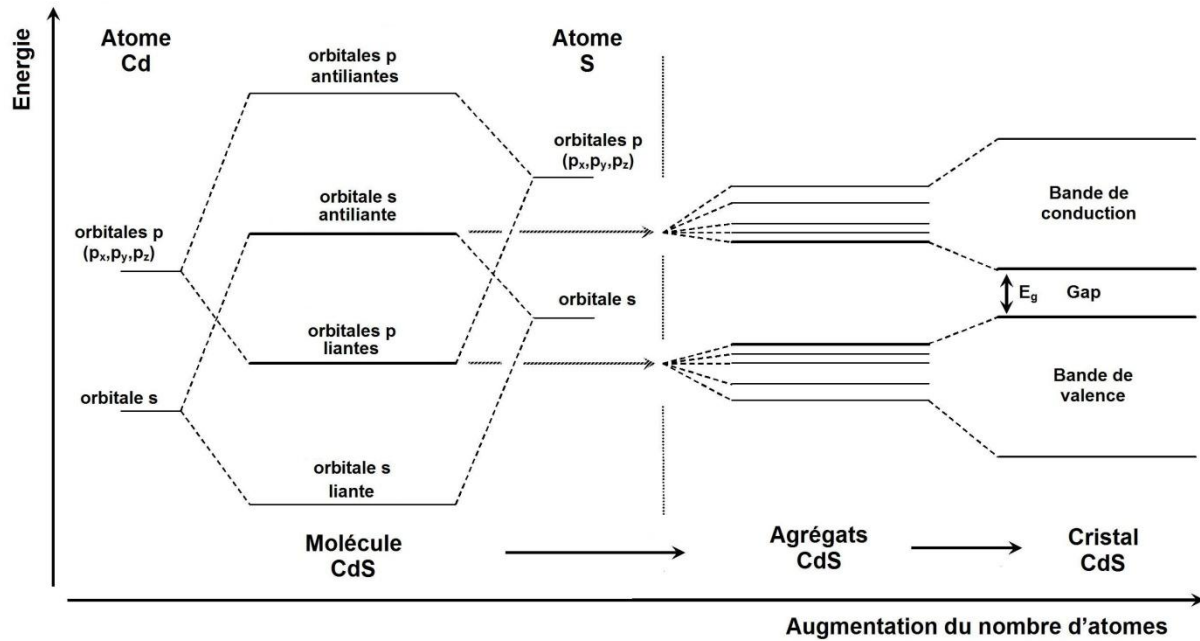 Energie
Atome
Cd
orbitales p
antiliantes
Atome
S
orbitales p
(px,py,pz)
orbitale s
antiliante
orbitales p
(px,py,pz)
orbitale s
orbitales p
liantes
orbitale s
orbitale s
liante
Bande de
conduction
Eg
Gap
Bande de
valence
Molécule
CdS
Agrégats
CdS
Cristal
CdS
Augmentation du nombre d'atomes